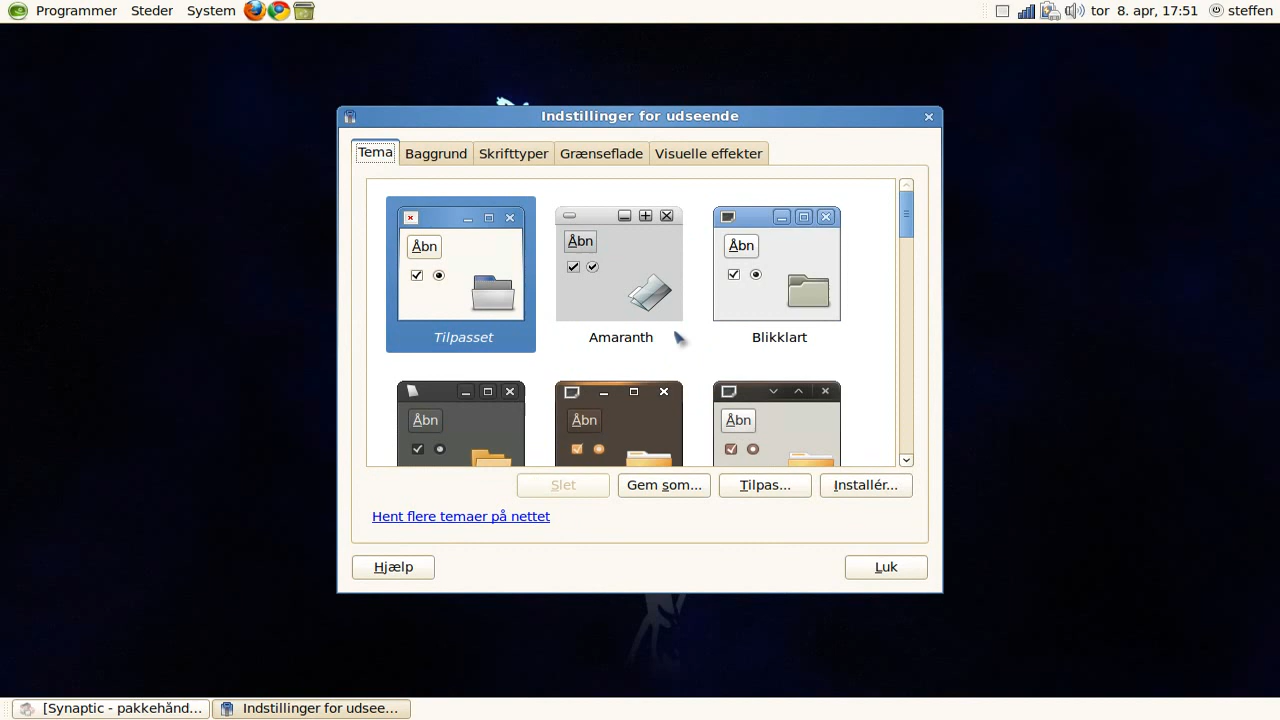 Programmer Steder System tor 8. apr, 17:51 steffen
Indstillinger for udseende
Tema Baggrund Skrifttyper Grænseflade Visuelle effekter
Åbn Åbn Åbn
Tilpasset Amaranth Blikklart
Åbn Åbn Åbn
Slet Gem som... Tilpas... Installér...
Hent flere temaer på nettet
Hjælp Luk
[Synaptic - pakkehånd... Indstillinger for udsee...